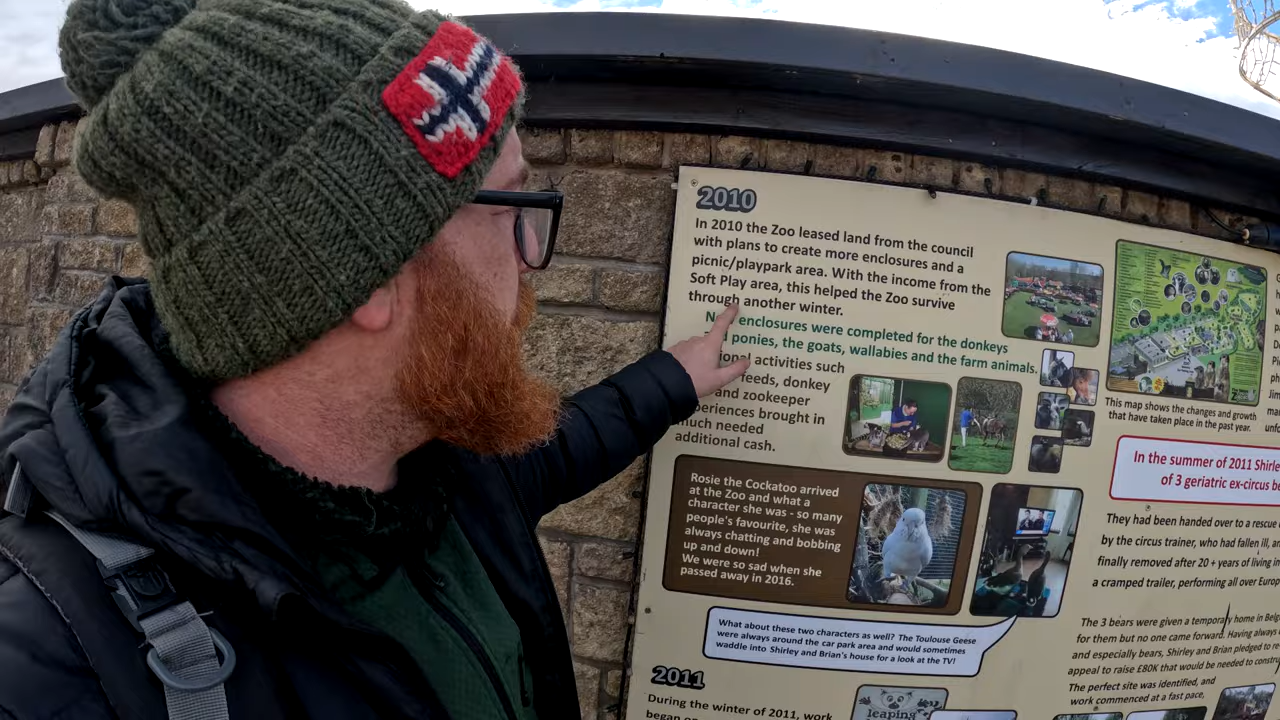 2010
In 2010 the Zoo leased land from the council
with plans to create more enclosures and a
picnic/playpark area. With the income from the
Soft Play area, this helped the Zoo survive
through another winter.
enclosures were completed for the donkeys
ponies, the goats, wallabies and the farm animals.
activities such
feeds, donkey
and zookeeper
experiences brought in
much needed
additional cash.
Rosie the Cockatoo arrived
at the Zoo and what a
character she was - so many
people's favourite, she was
always chatting and bobbing
up and down!
We were so sad when she
passed away in 2016.
What about these two characters as well? The Toulouse Geese
were always around the car park area and would sometimes
waddle into Shirley and Brian's house for a look at the TV!
2011
During the winter of 2011, work
began
leaping
This map shows the changes and growth
that have taken place in the past year.
In the summer of 2011 Shirle
of 3 geriatric ex-circus be
They had been handed over to a rescue
by the circus trainer, who had fallen ill, an
finally removed after 20 + years of living in
a cramped trailer, performing all over Europ
The 3 bears were given a temporary home in Belg
for them but no one came forward. Having always
and especially bears, Shirley and Brian pledged to re
appeal to raise £80K that would be needed to constr
The perfect site was identified, and
work commenced at a fast pace,